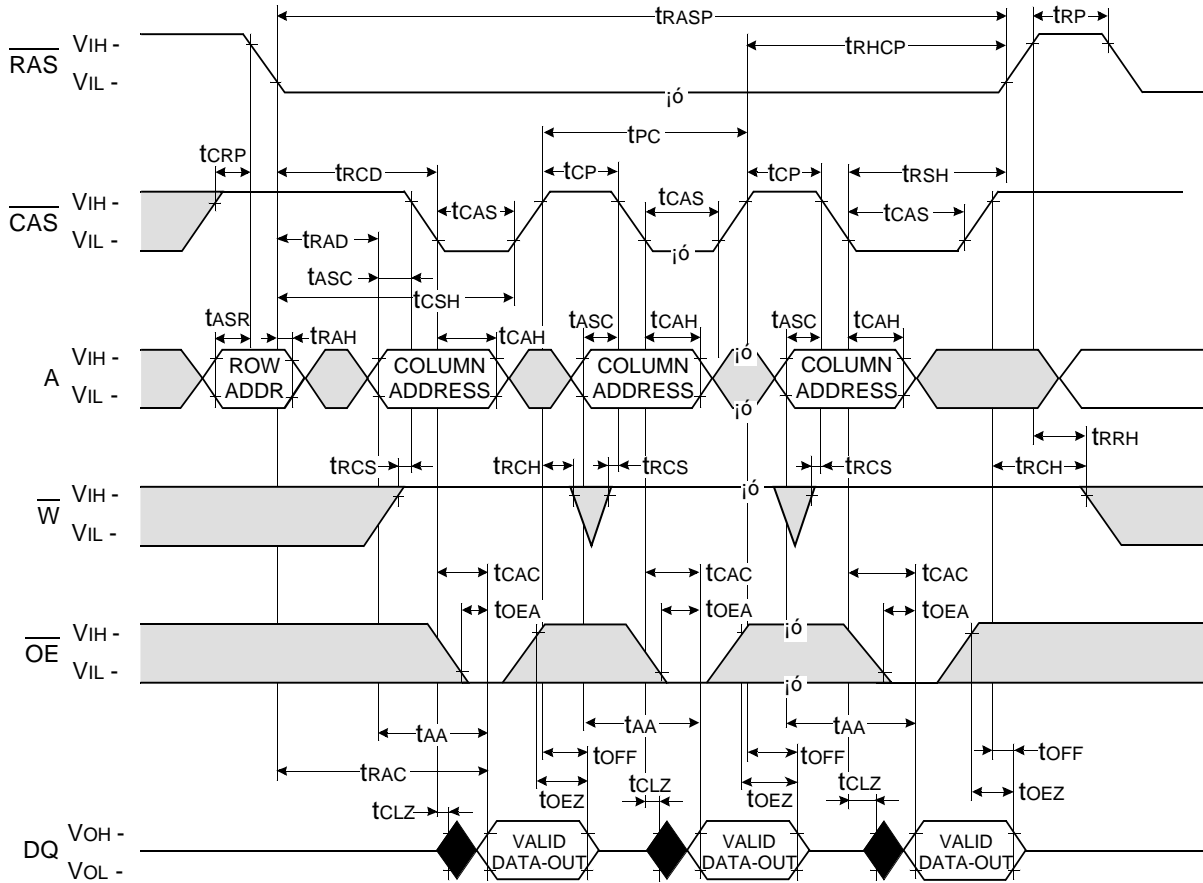 tRASP
tRP
tRHCP
RAS
VIH -
VIL -
¡ó
tPC
tCRP
tRCD
tCP
tCP
tRSH
CAS
VIH -
VIL -
tCAS
tCAS
tCAS
¡ó
tRAD
tASC
tCSH
tASR
tRAH
tCAH
tASC
tCAH
tASC
tCAH
A
VIH -
VIL -
ROW
ADDR
COLUMN
ADDRESS
COLUMN
ADDRESS
¡ó
¡ó
COLUMN
ADDRESS
tRRH
tRCS
tRCH
tRCS
tRCS
tRCH
W
VIH -
VIL -
¡ó
tCAC
tCAC
tCAC
tOEA
tOEA
tOEA
OE
VIH -
VIL -
¡ó
¡ó
tAA
tAA
tAA
tOFF
tOFF
tOFF
tRAC
tCLZ
tOEZ
tCLZ
tOEZ
tCLZ
tOEZ
DQ
VOH -
VOL -
VALID
DATA-OUT
VALID
DATA-OUT
VALID
DATA-OUT